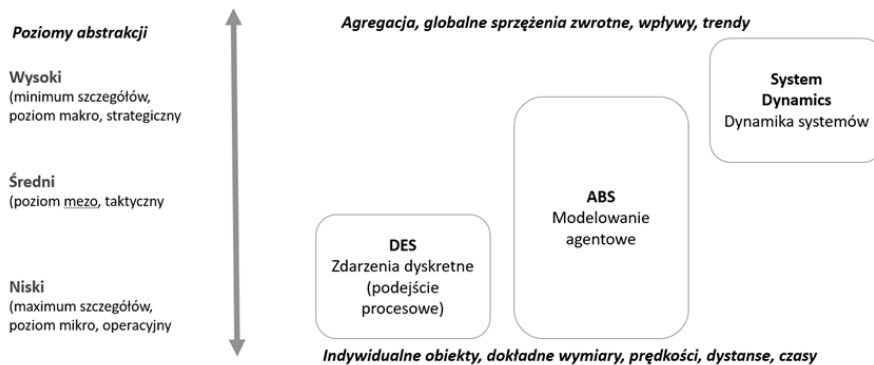 Poziomy abstrakcji
Agregacja, globalne sprzężenia zwrotne, wpływy, trendy
Wysoki
(minimum szczegółów,
poziom makro, strategiczny
System
Dynamics
Dynamika systemów
Średni
(poziom mezo, taktyczny
ABS
Modelowanie
agentowe
DES
Zdarzenia dyskretne
(podejście
procesowe)
Niski
(maximum szczegółów,
poziom mikro, operacyjny
Indywidualne obiekty, dokładne wymiary, prędkości, dystanse, czasy